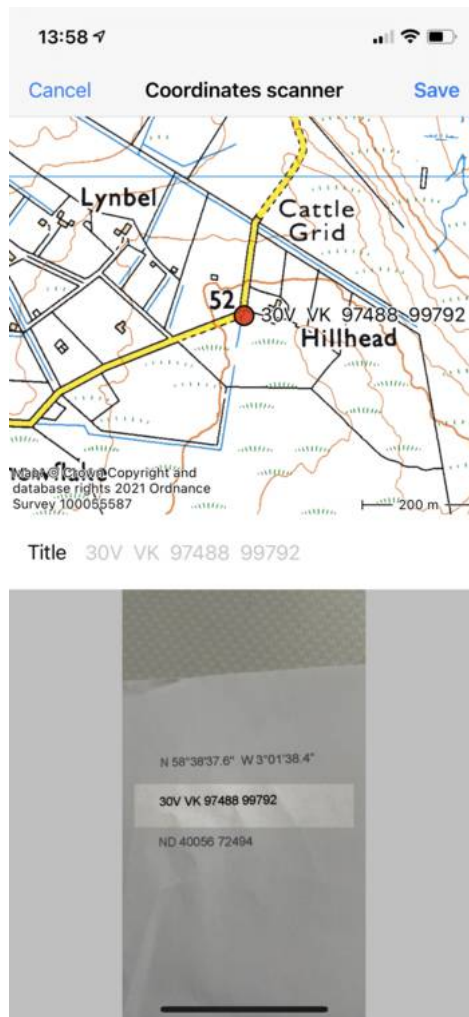 13:58
Cancel
Coordinates scanner
Save
Lynbel
Cattle
Grid
52
30V VK 97488 99792
Hillhead
Copyright and
database rights 2021 Ordnance
Survey 100055587
200 m
Title 30V VK 97488 99792
N 58°38'37.6" W 3°01'38.4"
30V VK 97488 99792
ND 40056 72494